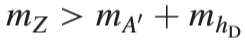 m_Z > m_{A'} + m_{h_D}